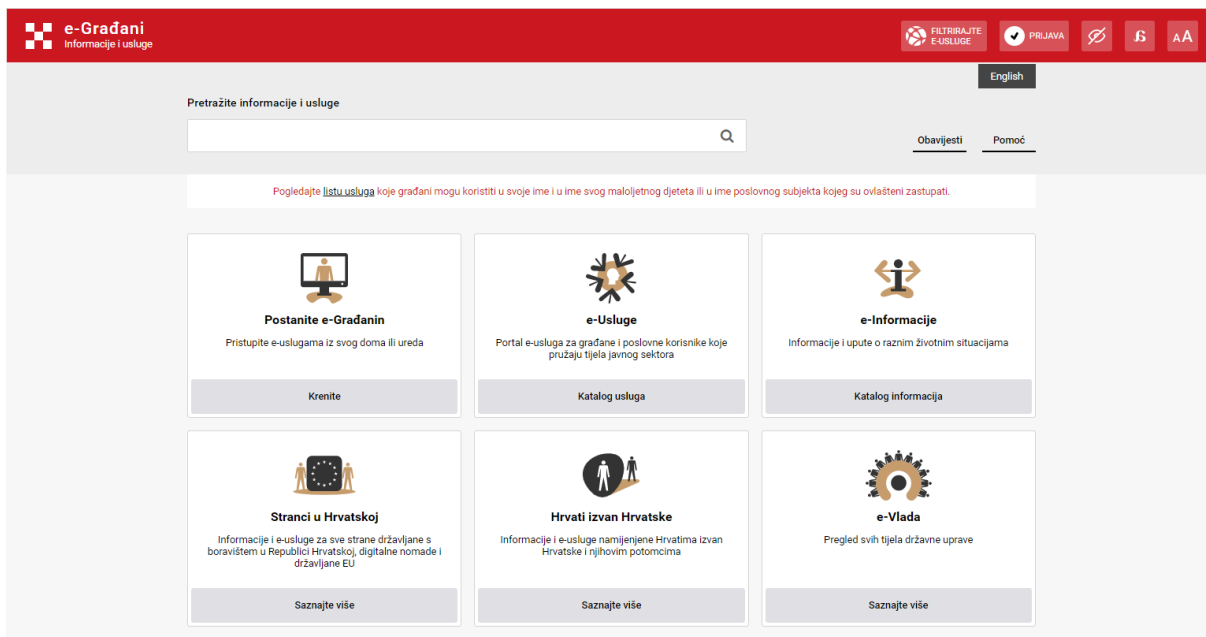 e-Građani
Informacije i usluge
FILTRIRAJTE
E-USLUGE
PRIJAVA
AA
English
Pretražite informacije i usluge
Obavijesti
Pomoć
Pogledajte listu usluga koje građani mogu koristiti u svoje ime i u ime svog maloljetnog djeteta ili u ime poslovnog subjekta kojeg su ovlašteni zastupati.
Postanite e-Građanin
Pristupite e-uslugama iz svog doma ili ureda
Krenite
e-Usluge
Portal e-usluga za građane i poslovne korisnike koje
pružaju tijela javnog sektora
Katalog usluga
e-Informacije
Informacije i upute o raznim životnim situacijama
Katalog informacija
Stranci u Hrvatskoj
Informacije i e-usluge za sve strane državljane s
boravištem u Republici Hrvatskoj, digitalne nomade i
državljane EU
Saznajte više
Hrvati izvan Hrvatske
Informacije i e-usluge namijenjene Hrvatima izvan
Hrvatske i njihovim potomcima
Saznajte više
e-Vlada
Pregled svih tijela državne uprave
Saznajte više